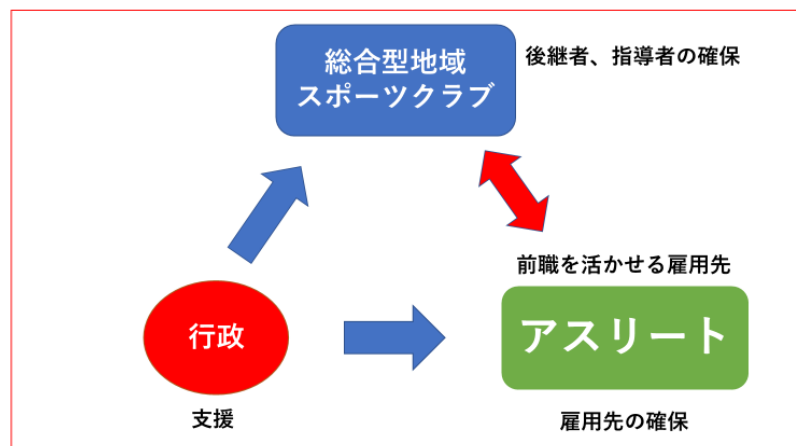 総合型地域
スポーツクラブ
後継者、指導者の確保
前職を活かせる雇用先
行政
アスリート
支援
雇用先の確保